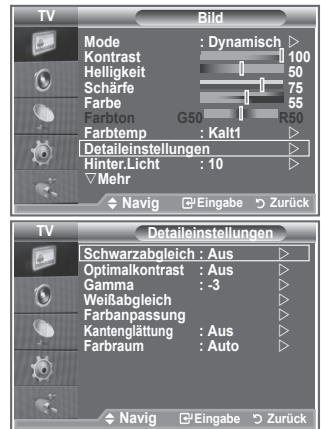 TV Bild
Mode : Dynamisch ▷
Kontrast 100
Helligkeit 50
Schärfe 75
Farbe 55
Farbton G50 R50
Farbtemp : Kalt1 ▷
Detaileinstellungen ▷
Hinter.Licht : 10 ▷
▽Mehr
Navig Eingabe Zurück
TV Detaileinstellungen
Schwarzabgleich : Aus ▷
Optimalkontrast : Aus ▷
Gamma : -3 ▷
Weißabgleich ▷
Farbanpassung ▷
Kantenglättung : Aus ▷
Farbraum : Auto ▷
Navig Eingabe Zurück